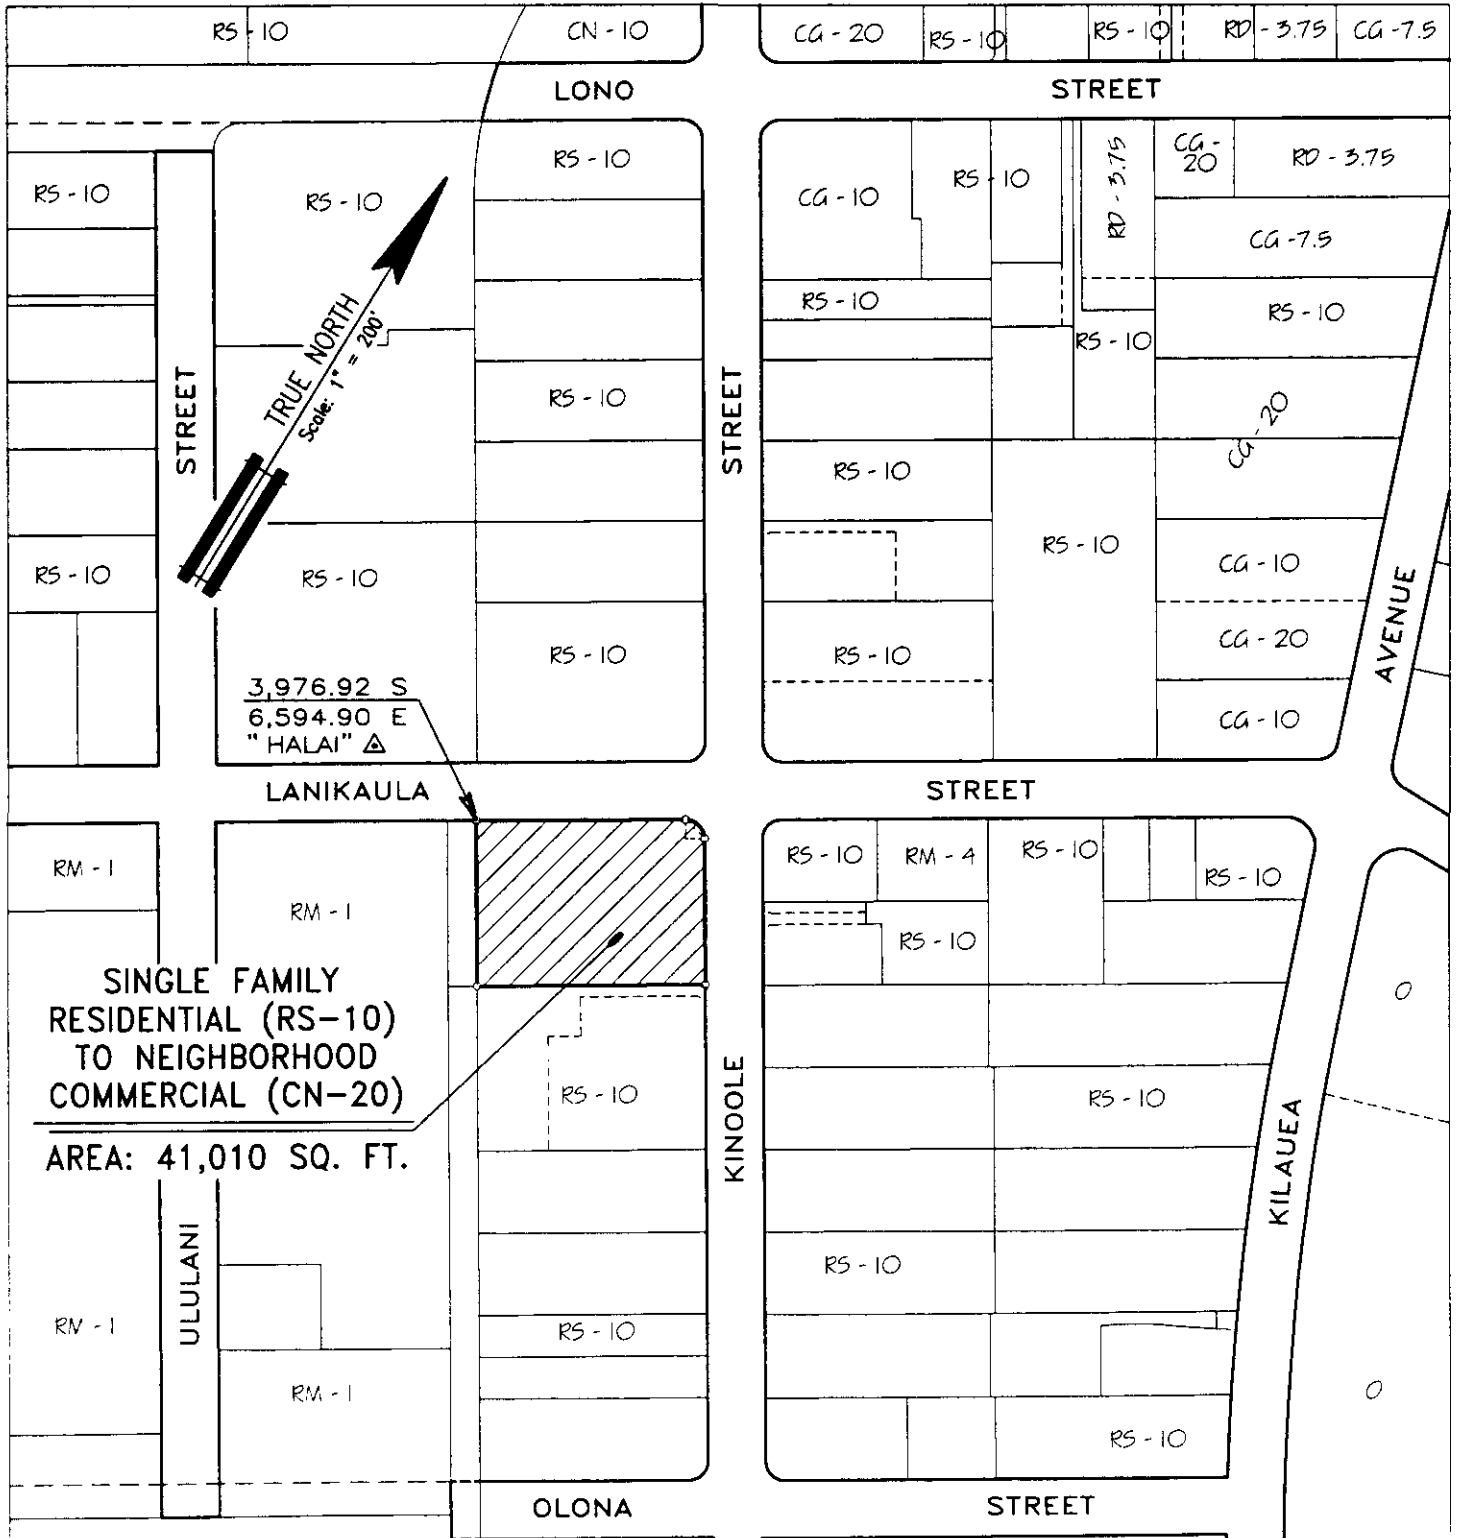 RS - 10
CN - 10
CG - 20
RS - 10
RS - 10
RD - 3.75
CG - 7.5
LONO
STREET
RS - 10
RS - 10
RS - 10
CG - 10
RS - 10
RD - 3.75
CG -
20
RD - 3.75
CG - 7.5
RS - 10
RS - 10
RS - 10
TRUE NORTH
Scale: 1" = 200'
STREET
RS - 10
STREET
CG - 20
RS - 10
RS - 10
RS - 10
RS - 10
CG - 10
AVENUE
RS - 10
RS - 10
CG - 20
3,976.92 S
6,594.90 E
" HALAI"
CG - 10
LANIKAULA
STREET
RM - 1
RM - 1
RS - 10
RM - 4
RS - 10
RS - 10
RS - 10
O
SINGLE FAMILY
RESIDENTIAL (RS-10)
TO NEIGHBORHOOD
COMMERCIAL (CN-20)
AREA: 41,010 SQ. FT.
RS - 10
KINOOLE
RS - 10
KILAUEA
ULULANI
RS - 10
RM - 1
RS - 10
RM - 1
O
RS - 10
OLONA
STREET